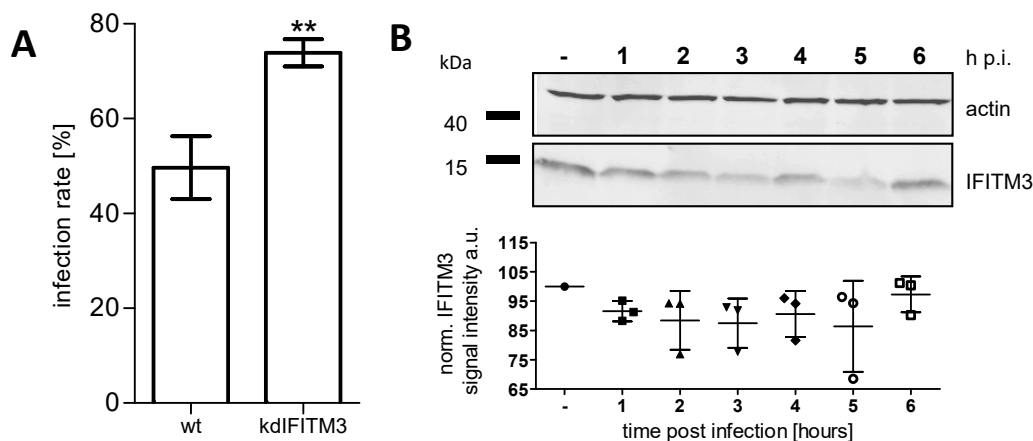 A
infection rate [%]
80
60
40
20
0
**
wt
kdIFITM3
B
kDa
- 1 2 3 4 5 6 h p.i.
40
actin
15
IFITM3
norm. IFITM3
signal intensity a.u.
115
105
95
85
75
65
- 1 2 3 4 5 6
time post infection [hours]